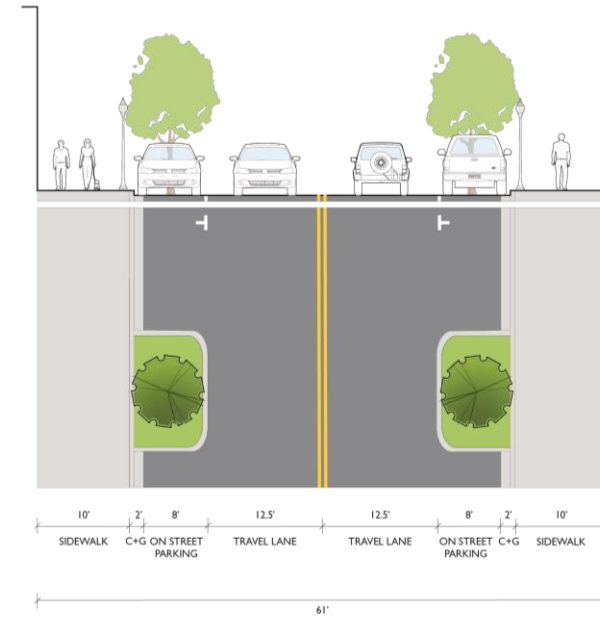 10' 2' 8' 12.5' 12.5' 8' 2' 10'
SIDEWALK C+G ON STREET TRAVEL LANE TRAVEL LANE ON STREET C+G SIDEWALK
PARKING PARKING
61'